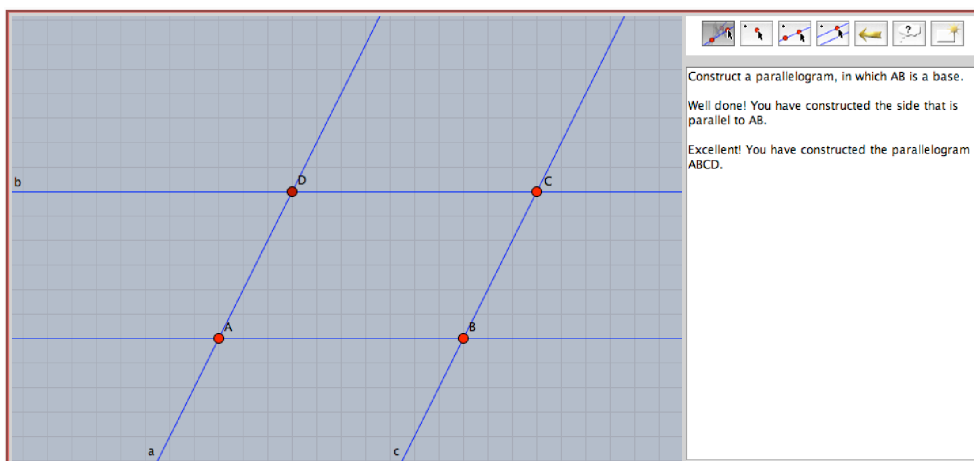 Construct a parallelogram, in which AB is a base.
Well done! You have constructed the side that is
parallel to AB.
Excellent! You have constructed the parallelogram
ABCD.
b
D
C
A
B
a
c
?